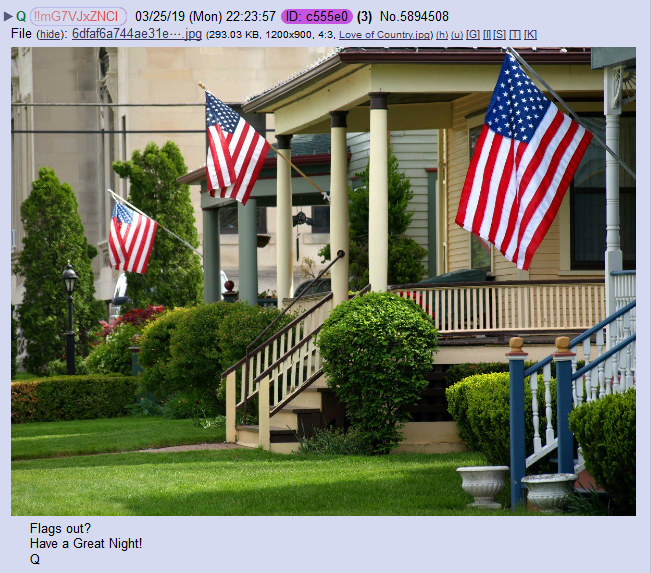 ▶ Q !!mG7VJxZNCI 03/25/19 (Mon) 22:23:57 ID: c555e0 (3) No.5894508
File (hide): 6dfaf6a744ae31e⋯.jpg (293.03 KB, 1200x900, 4:3, Love of Country.jpg) (h) (u) [G] [I] [S] [T] [K]
Flags out?
Have a Great Night!
Q